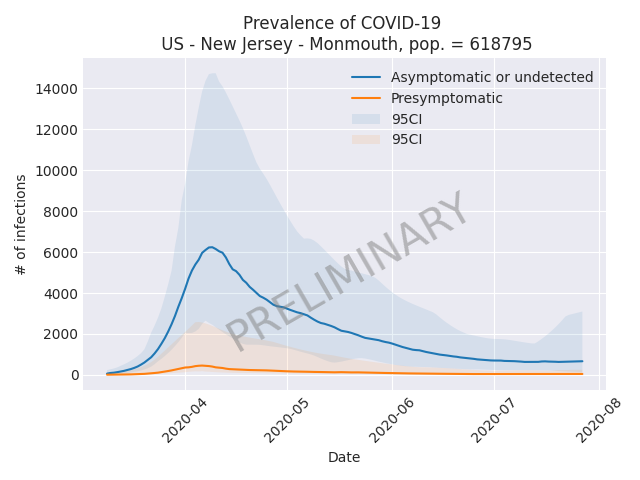 Prevalence of COVID-19
US - New Jersey - Monmouth, pop. = 618795
Asymptomatic or undetected
Presymptomatic
95CI
95CI
14000
12000
10000
8000
6000
4000
2000
0
# of infections
PRELIMINARY
2020-04
2020-05
2020-06
2020-07
2020-08
Date